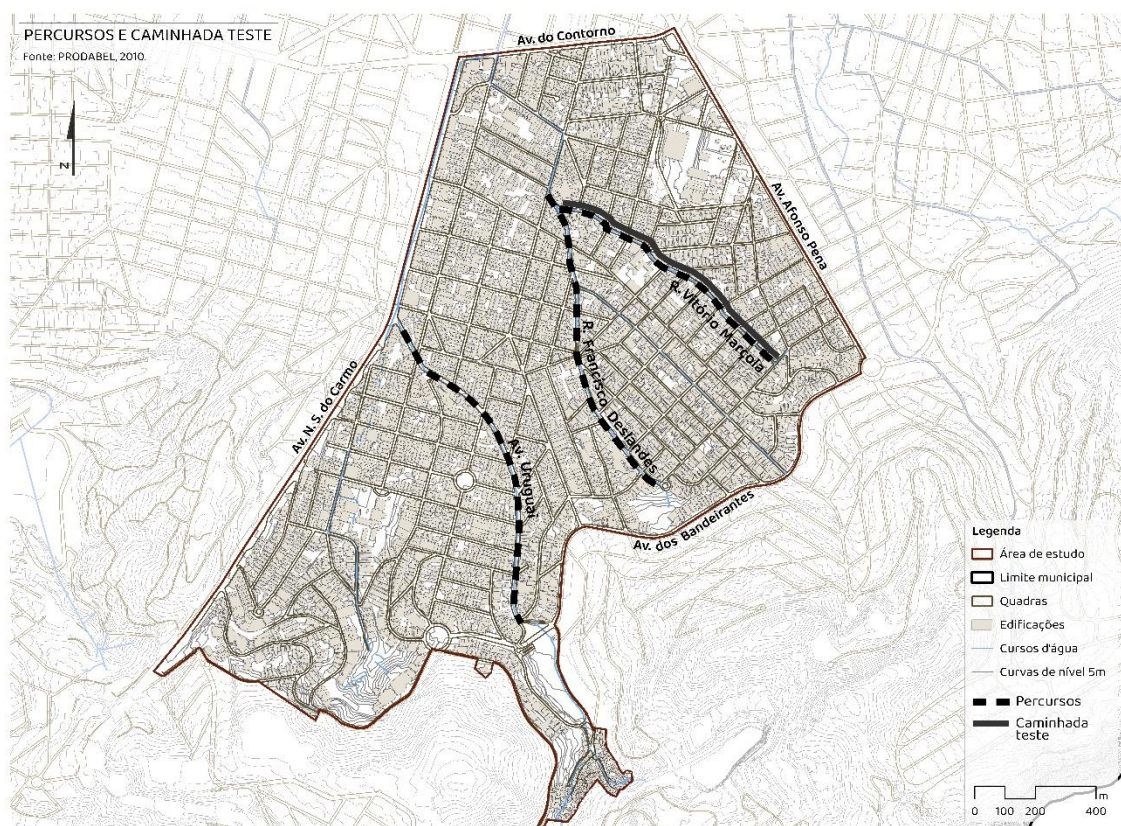 PERCURSOS E CAMINHADA TESTE
Fonte: PRODABEL, 2010.
Av. do Contorno
N
Av. Afonso Pena
R. Vitório Marçola
R. Francisco Deslandes
Av. N. S. do Carmo
Av. Uruguai
Av. dos Bandeirantes
Legenda
Área de estudo
Limite municipal
Quadras
Edificações
Cursos d'água
Curvas de nível 5m
Percursos
Caminhada
teste
0 100 200 400 m